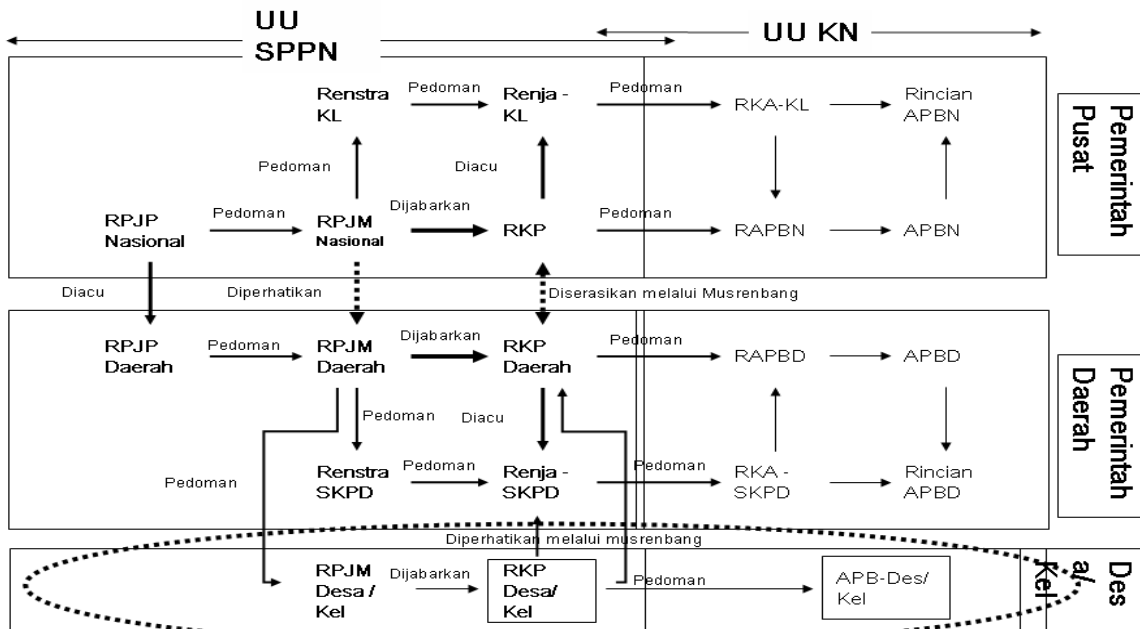 UU
SPPN
UU KN
Renstra
KL
Pedoman
Renja -
KL
Pedoman
RKA-KL
Rincian
APBN
Pemerintah
Pusat
Pedoman
Diacu
RPJP
Nasional
Pedoman
RPJM
Nasional
Dijabarkan
RKP
Pedoman
RAPBN
APBN
Diacu
Diperhatikan
Diserasikan melalui Musrenbang
RPJP
Daerah
Pedoman
RPJM
Daerah
Dijabarkan
RKP
Daerah
Pedoman
RAPBD
APBD
Pemerintah
Daerah
Pedoman
Diacu
Pedoman
Renstra
SKPD
Pedoman
Renja -
SKPD
Pedoman
RKA -
SKPD
Rincian
APBD
Diperhatikan melalui musrenbang
RPJM
Desa /
Kel
Dijabarkan
RKP
Desa/
Kel
Pedoman
APB-Des/
Kel
Des
a/
Kel